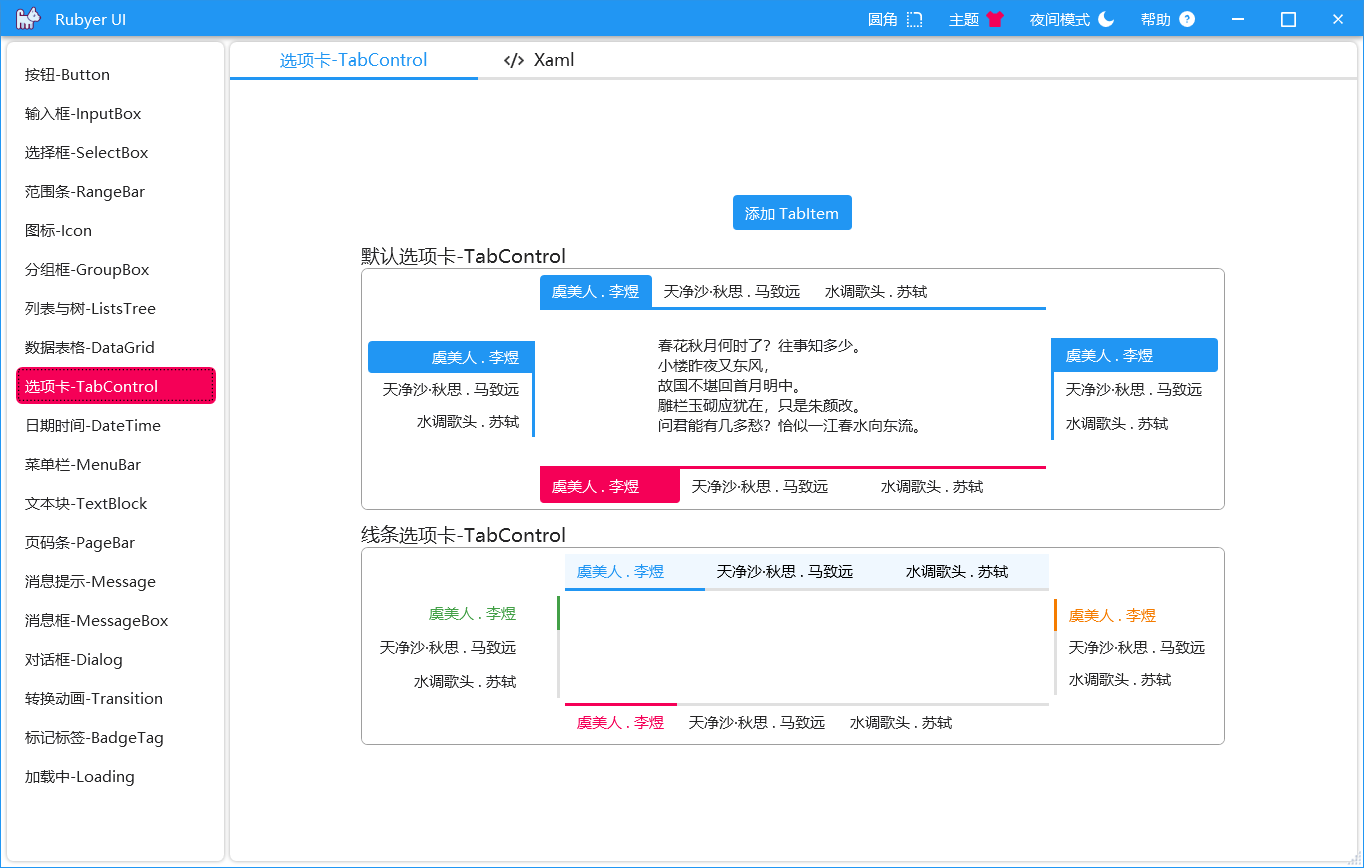 Rubyer UI
圆角
主题
夜间模式
帮助
按钮-Button
输入框-InputBox
选择框-SelectBox
范围条-RangeBar
图标-Icon
分组框-GroupBox
列表与树-ListsTree
数据表格-DataGrid
选项卡-TabControl
日期时间-DateTime
菜单栏-MenuBar
文本块-TextBlock
页码条-PageBar
消息提示-Message
消息框-MessageBox
对话框-Dialog
转换动画-Transition
标记标签-BadgeTag
加载中-Loading
选项卡-TabControl
</> Xaml
添加 TabItem
默认选项卡-TabControl
虞美人 . 李煜
天净沙·秋思 . 马致远
水调歌头 . 苏轼
虞美人 . 李煜
天净沙·秋思 . 马致远
水调歌头 . 苏轼
春花秋月何时了？往事知多少。
小楼昨夜又东风，
故国不堪回首月明中。
雕栏玉砌应犹在，只是朱颜改。
问君能有几多愁？恰似一江春水向东流。
虞美人 . 李煜
天净沙·秋思 . 马致远
水调歌头 . 苏轼
虞美人 . 李煜
天净沙·秋思 . 马致远
水调歌头 . 苏轼
线条选项卡-TabControl
虞美人 . 李煜
天净沙·秋思 . 马致远
水调歌头 . 苏轼
虞美人 . 李煜
天净沙·秋思 . 马致远
水调歌头 . 苏轼
虞美人 . 李煜
天净沙·秋思 . 马致远
水调歌头 . 苏轼
虞美人 . 李煜
天净沙·秋思 . 马致远
水调歌头 . 苏轼